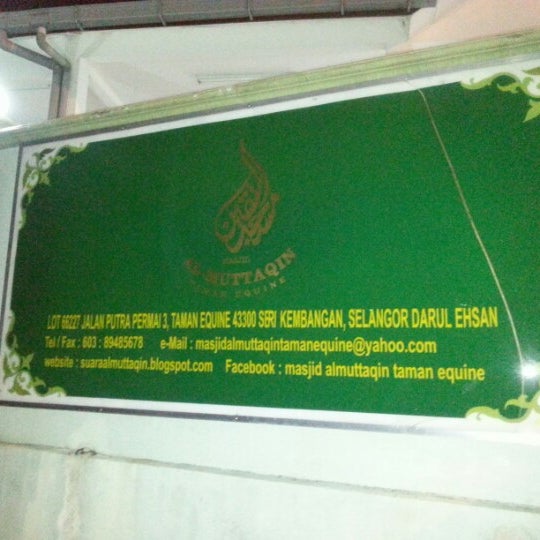 MASJID
AL-MUTTAQIN
TAMAN EQUINE
LOT 66227 JALAN PUTRA PERMAI 3, TAMAN EQUINE 43300 SERI KEMBANGAN, SELANGOR DARUL EHSAN
Tel / Fax : 603 : 89485678 e-Mail : masjidalmuttaqintamanequine@yahoo.com
website : suaraalmuttaqin.blogspot.com Facebook : masjid almuttaqin taman equine